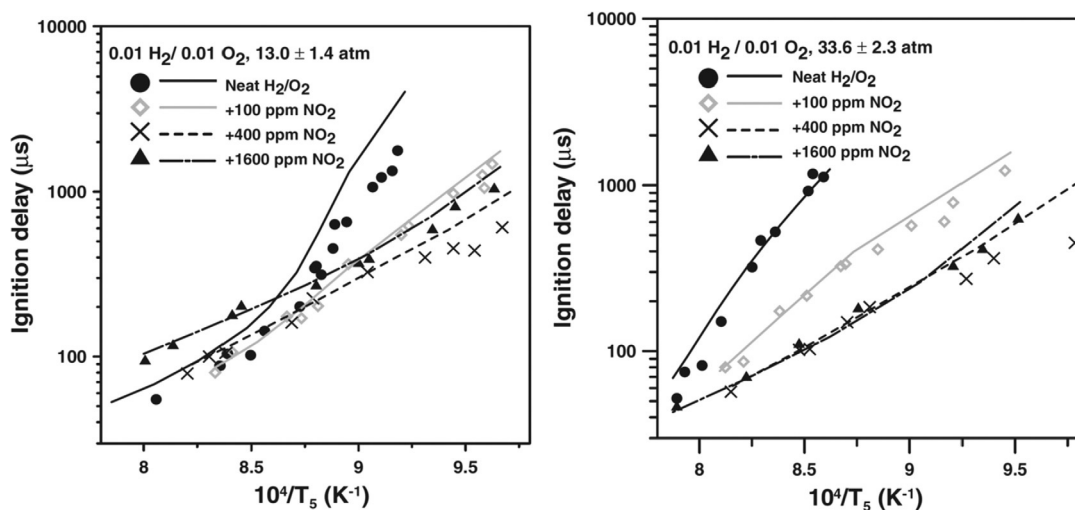 10000
0.01 H₂/ 0.01 O₂, 13.0 ± 1.4 atm
Neat H₂/O₂
+100 ppm NO₂
+400 ppm NO₂
+1600 ppm NO₂
1000
100
Ignition delay (μs)
8 8.5 9 9.5
10⁴/T₅ (K⁻¹)
10000
0.01 H₂ / 0.01 O₂, 33.6 ± 2.3 atm
Neat H₂/O₂
+100 ppm NO₂
+400 ppm NO₂
+1600 ppm NO₂
1000
100
Ignition delay (μs)
8 8.5 9 9.5
10⁴/T₅ (K⁻¹)